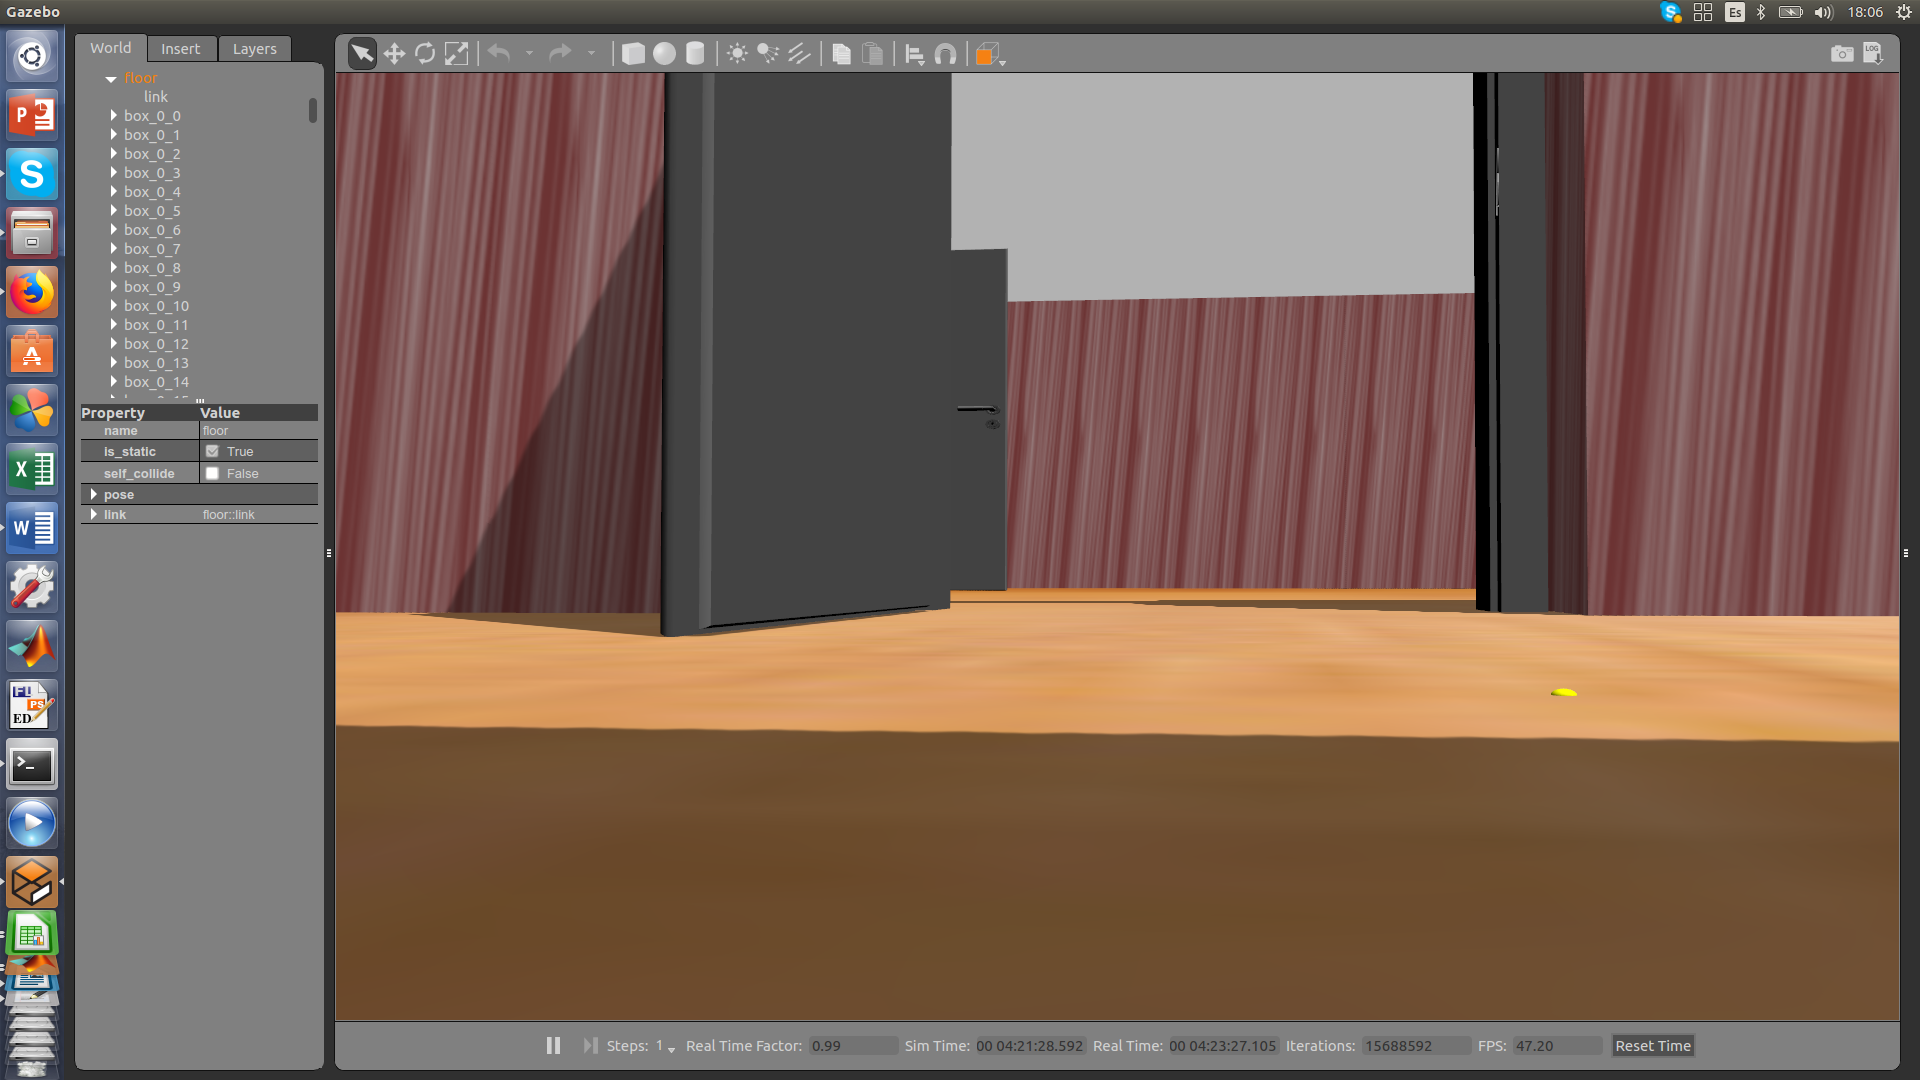 Gazebo
Es
18:06
World
Insert
Layers
LOG
floor
link
box_0_0
box_0_1
box_0_2
box_0_3
box_0_4
box_0_5
box_0_6
box_0_7
box_0_8
box_0_9
box_0_10
box_0_11
box_0_12
box_0_13
box_0_14
Property Value
name floor
is_static True
self_collide False
pose
link floor::link
Steps: 1 Real Time Factor: 0.99 Sim Time: 00 04:21:28.592 Real Time: 00 04:23:27.105 Iterations: 15688592 FPS: 47.20 Reset Time